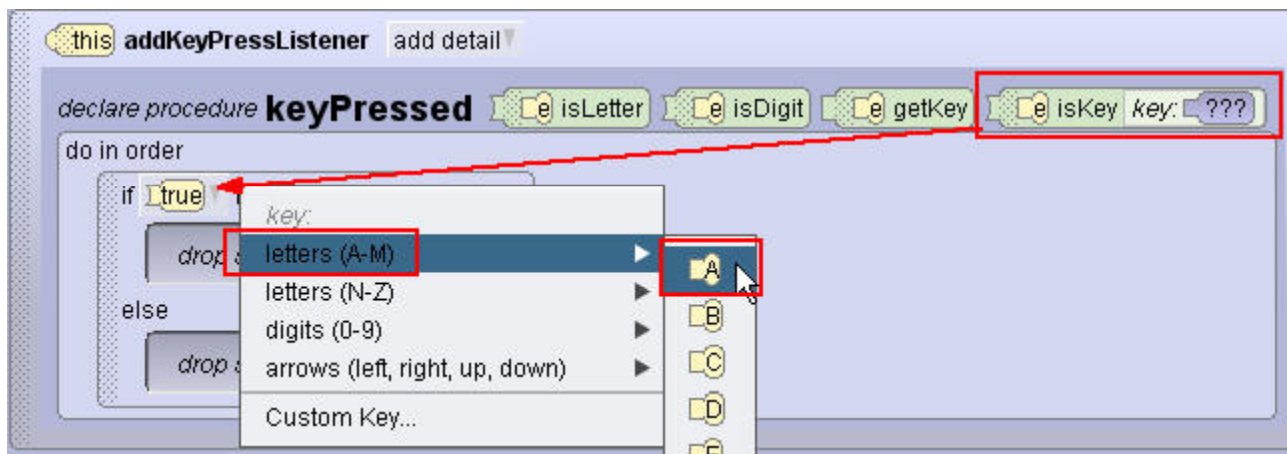 this addKeyPressListener add detail
declare procedure keyPressed e isLetter e isDigit e getKey e isKey key: ???
do in order
if true
key:
drop letters (A-M) A
letters (N-Z) B
else
digits (0-9) C
drop arrows (left, right, up, down) D
Custom Key...